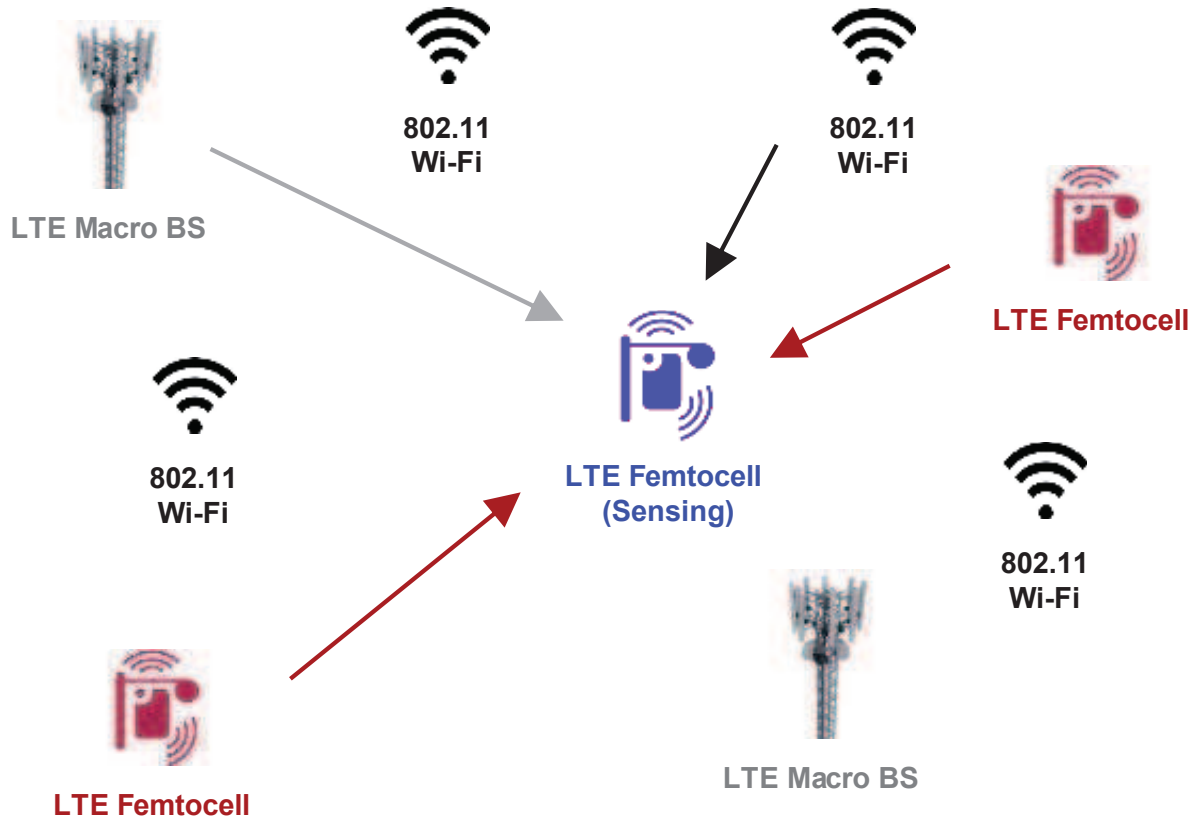 802.11
Wi-Fi
802.11
Wi-Fi
LTE Macro BS
LTE Femtocell
802.11
Wi-Fi
LTE Femtocell
(Sensing)
802.11
Wi-Fi
LTE Macro BS
LTE Femtocell